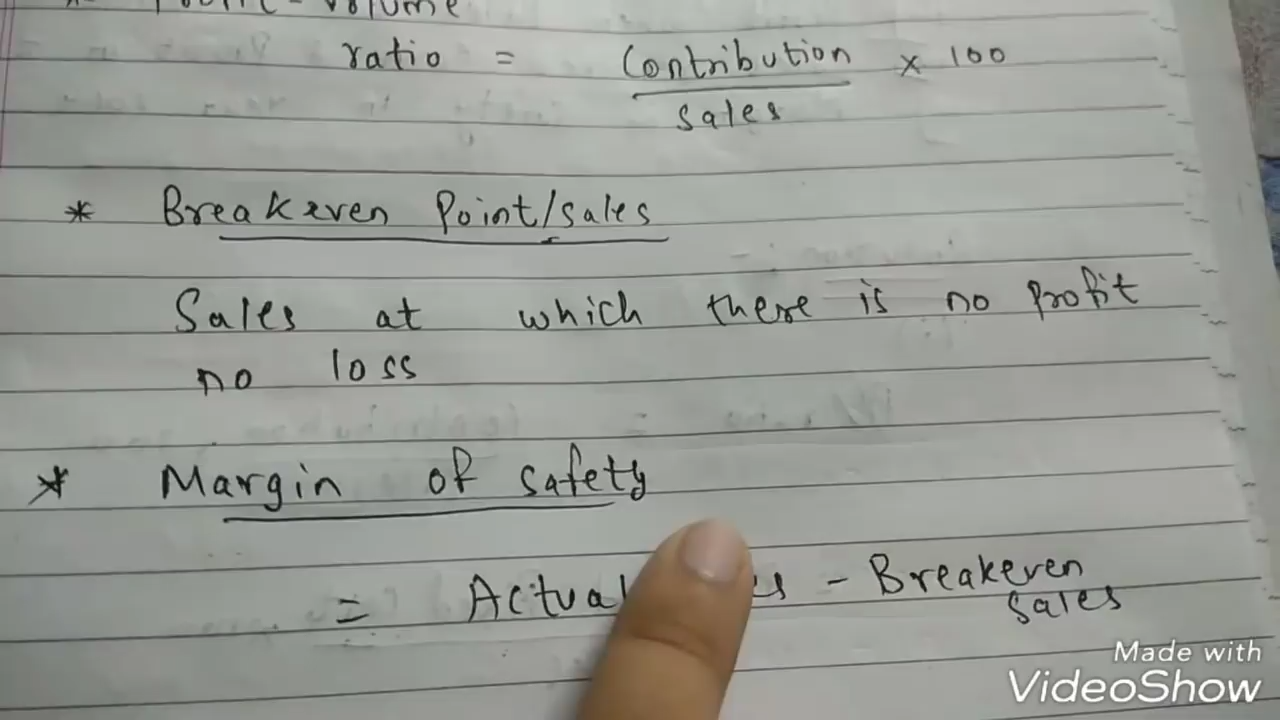 Volume
ratio = Contribution × 100
Sales
* Breakeven Point/sales
Sales at which there is no profit
no loss
* Margin of safety
= Actual - Breakeven
Sales
Made with
VideoShow